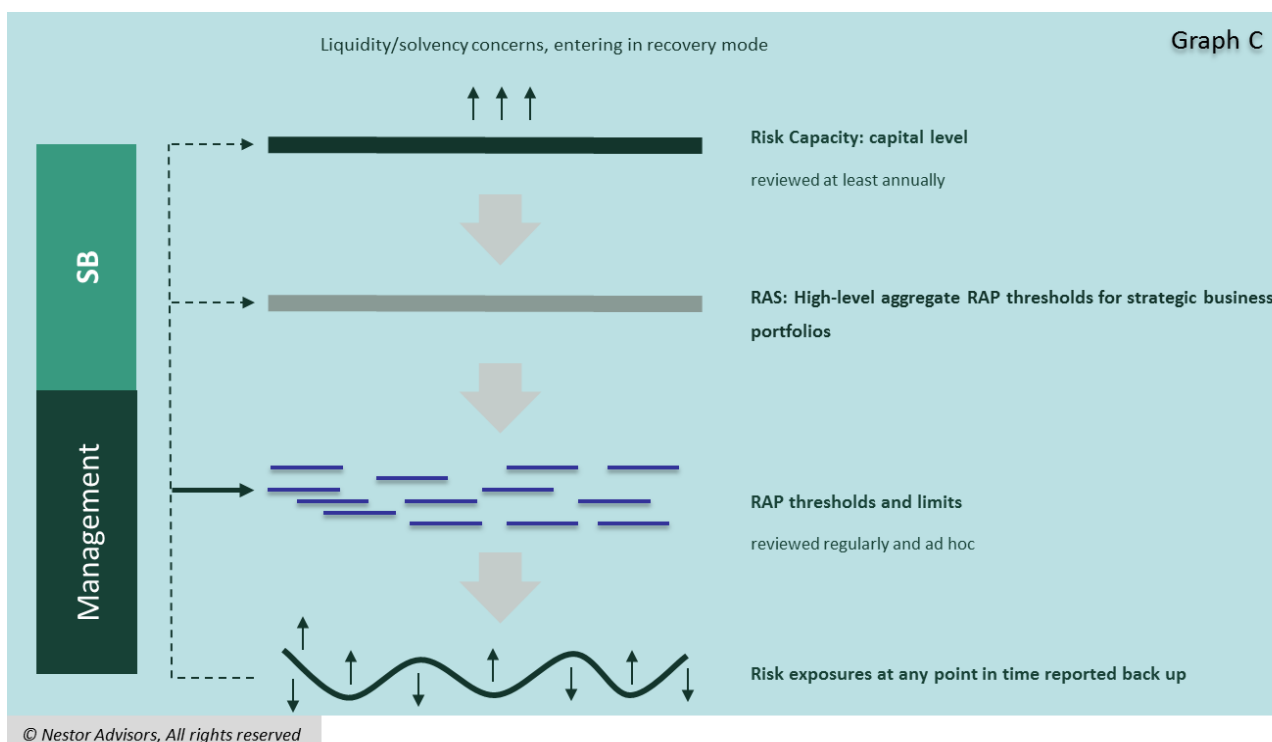 Graph C
Liquidity/solvency concerns, entering in recovery mode
SB
Management
Risk Capacity: capital level
reviewed at least annually
RAS: High-level aggregate RAP thresholds for strategic business
portfolios
RAP thresholds and limits
reviewed regularly and ad hoc
Risk exposures at any point in time reported back up
© Nestor Advisors, All rights reserved